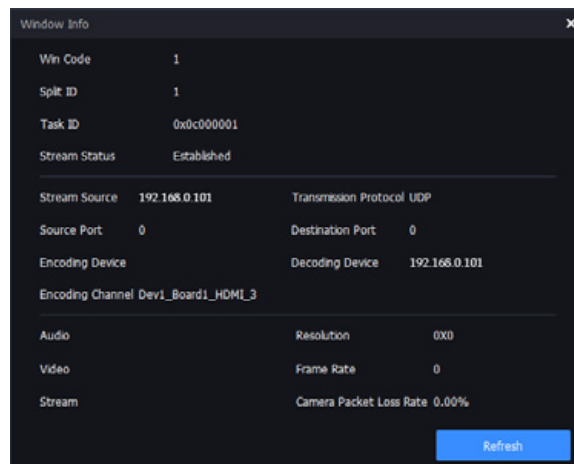 Window Info
Win Code 1
Split ID 1
Task ID 0x0c000001
Stream Status Established
Stream Source 192.168.0.101 Transmission Protocol UDP
Source Port 0 Destination Port 0
Encoding Device Decoding Device 192.168.0.101
Encoding Channel Dev1_Board1_HDMI_3
Audio Resolution 0X0
Video Frame Rate 0
Stream Camera Packet Loss Rate 0.00%
Refresh